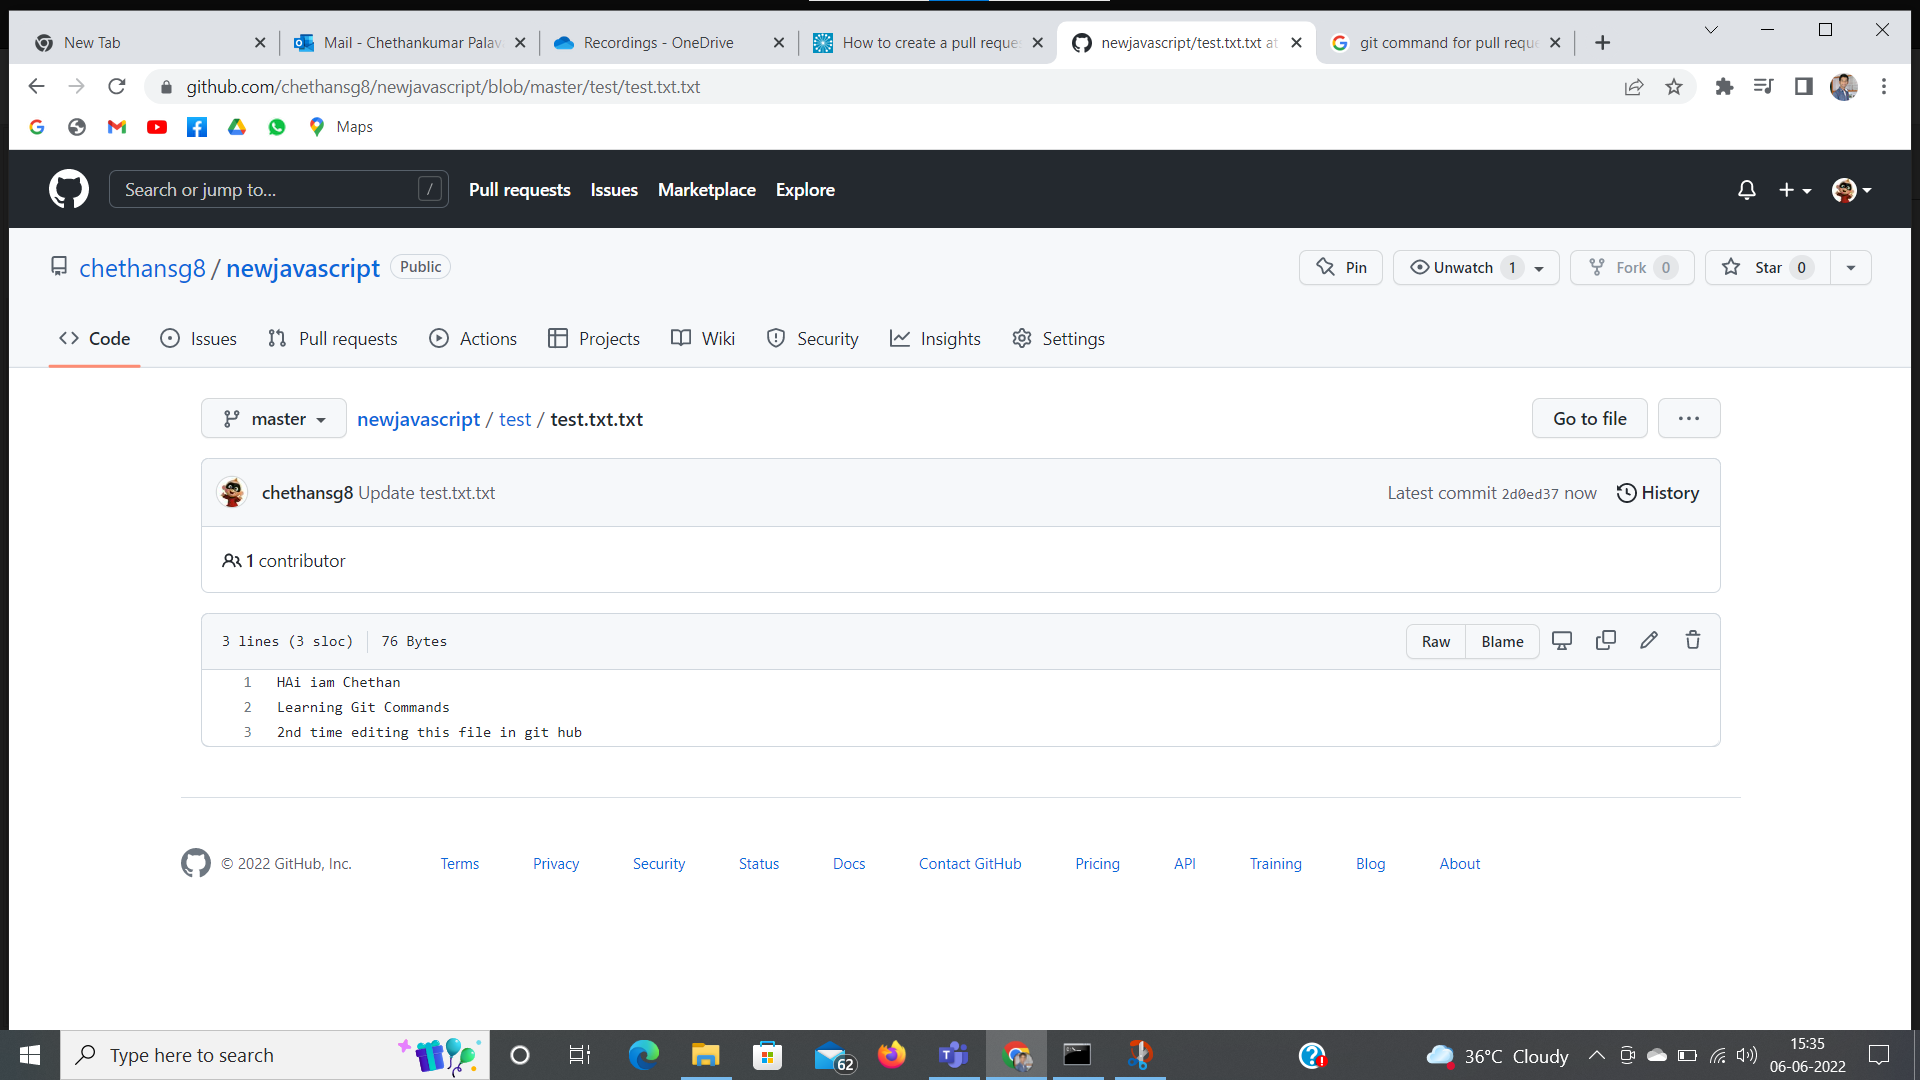 New Tab
Mail - Chethankumar Palav
Recordings - OneDrive
How to create a pull reque
newjavascript/test.txt.txt at
git command for pull requ
github.com/chethansg8/newjavascript/blob/master/test/test.txt.txt
Maps
Search or jump to... /
Pull requests Issues Marketplace Explore
chethansg8 / newjavascript Public
Pin Unwatch 1 Fork 0 Star 0
Code Issues Pull requests Actions Projects Wiki Security Insights Settings
master newjavascript / test / test.txt.txt Go to file ...
chethansg8 Update test.txt.txt Latest commit 2d0ed37 now History
1 contributor
3 lines (3 sloc) 76 Bytes Raw Blame
1 HAi iam Chethan
2 Learning Git Commands
3 2nd time editing this file in git hub
© 2022 GitHub, Inc. Terms Privacy Security Status Docs Contact GitHub Pricing API Training Blog About
Type here to search 62 36°C Cloudy 15:35
06-06-2022